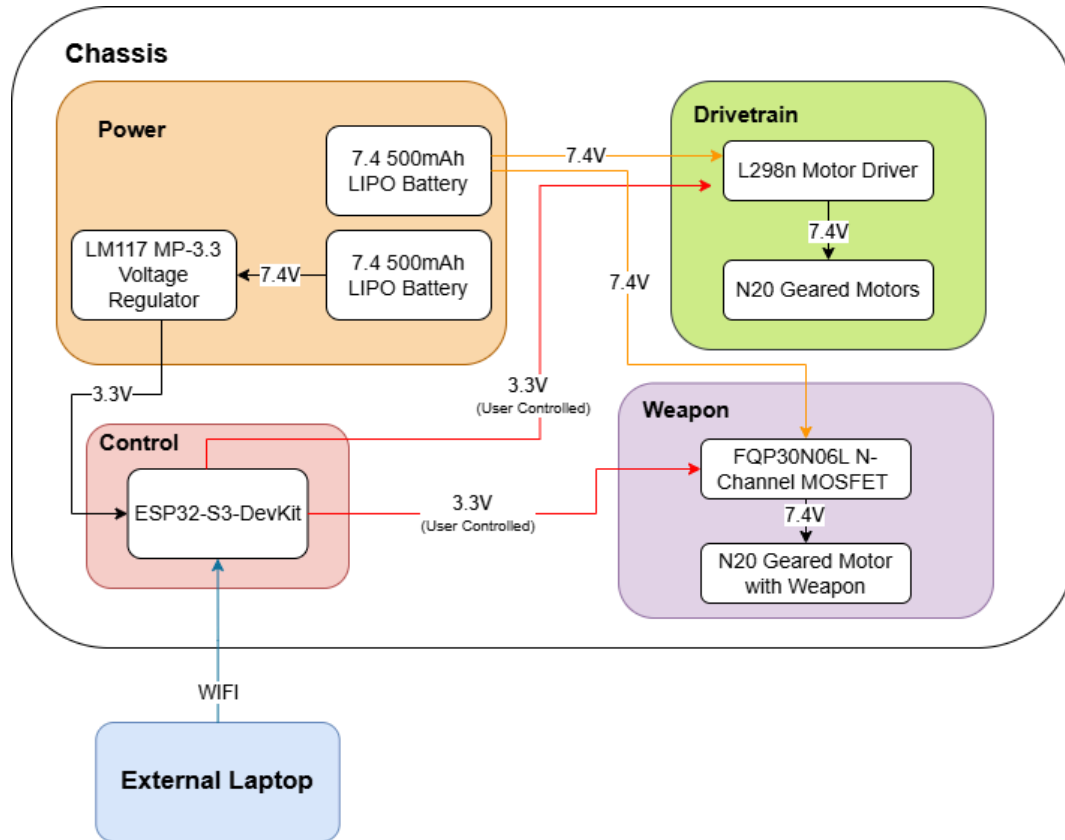 Chassis
Power
7.4 500mAh
LIPO Battery
7.4V
LM117 MP-3.3
Voltage
Regulator
7.4V
7.4 500mAh
LIPO Battery
3.3V
Drivetrain
L298n Motor Driver
7.4V
N20 Geared Motors
7.4V
3.3V
(User Controlled)
Control
ESP32-S3-DevKit
3.3V
(User Controlled)
Weapon
FQP30N06L N-
Channel MOSFET
7.4V
N20 Geared Motor
with Weapon
WIFI
External Laptop